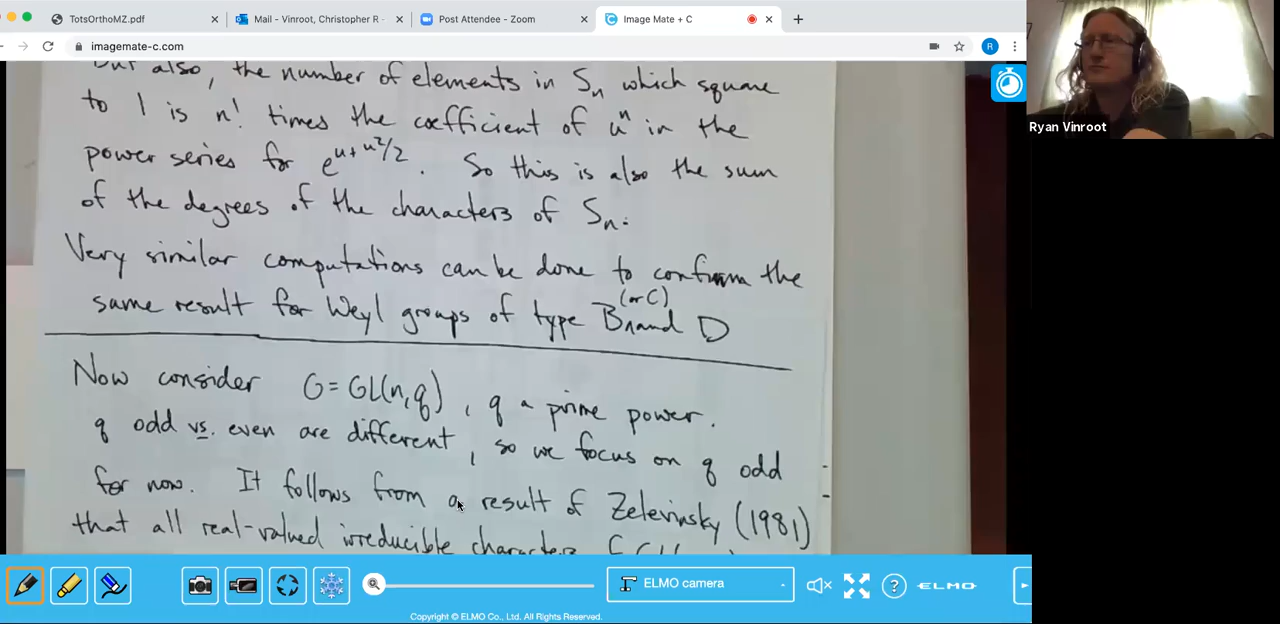 TotsOrthoMZ.pdf
Mail - Vinroot, Christopher R -
Post Attendee - Zoom
Image Mate + C
imagemate-c.com
R
But also, the number of elements in Sₙ which square
to 1 is n! times the coefficient of uⁿ in the
power series for e^{u+u²/2}. So this is also the sum
of the degrees of the characters of Sₙ.
Very similar computations can be done to confirm the
same result for Weyl groups of type B (or C) and D
Now consider G = GL(n,q), q a prime power.
q odd vs. even are different, so we focus on q odd
for now. It follows from a result of Zelevinsky (1981)
that all real-valued irreducible characters
Ryan Vinroot
ELMO camera
ELMO
Copyright © ELMO Co., Ltd. All Rights Reserved.